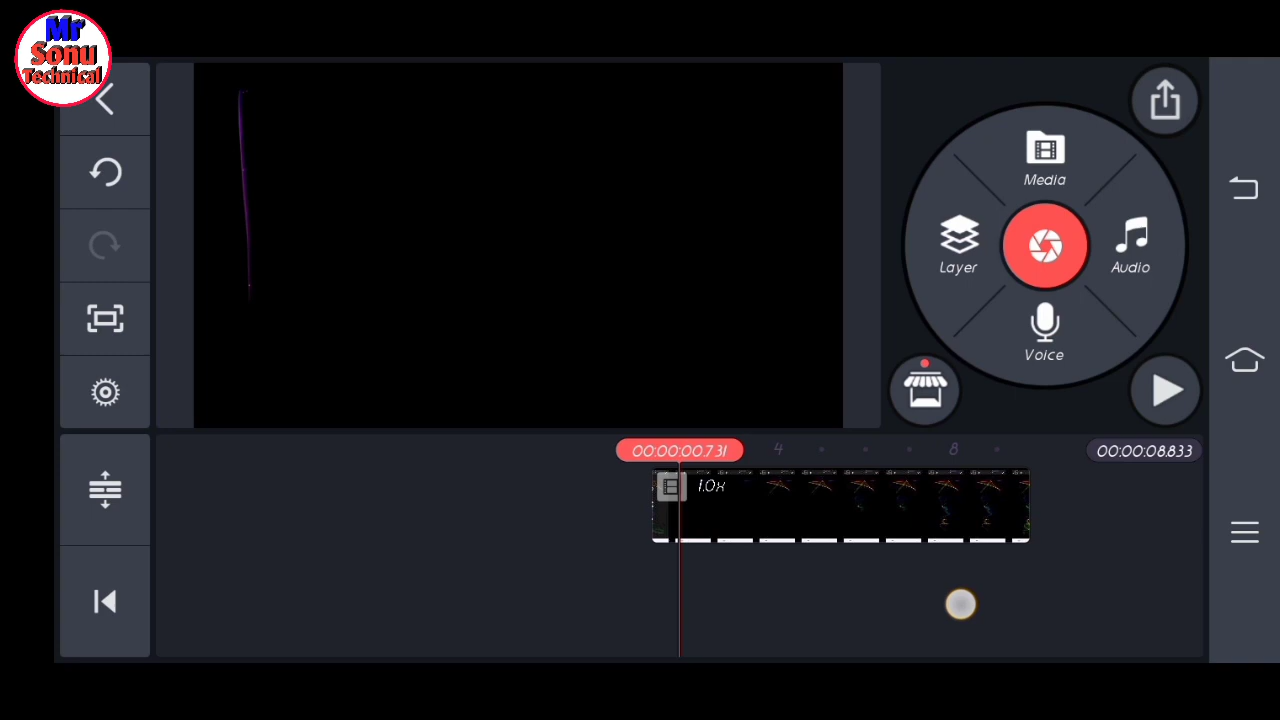 Mr
Sonu
Technical
Media
Layer
Audio
Voice
00:00:00.731
4
8
00:00:08.833
1.0x